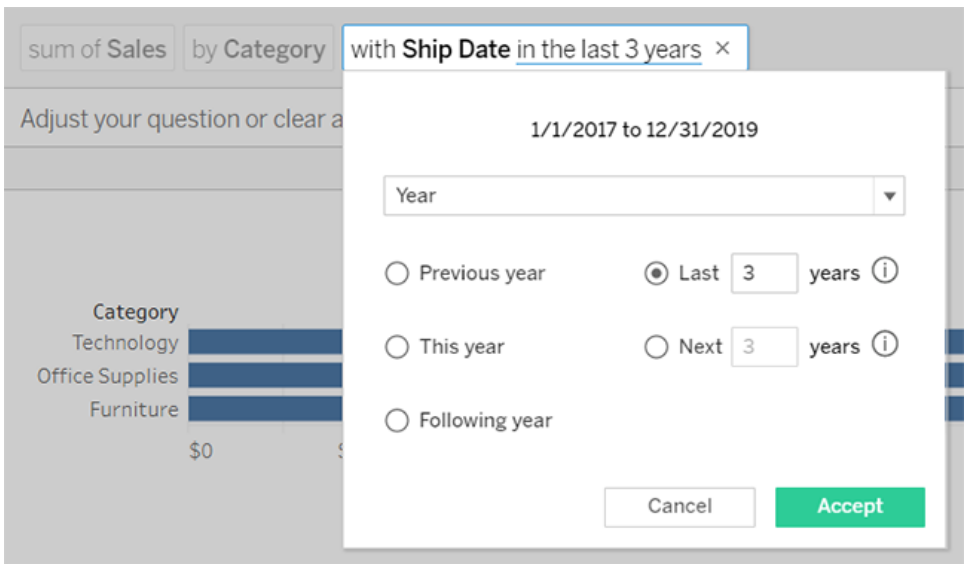 sum of Sales by Category with Ship Date in the last 3 years ×
Adjust your question or clear a
1/1/2017 to 12/31/2019
Year
Previous year Last 3 years
This year Next 3 years
Following year
Cancel Accept
Category
Technology
Office Supplies
Furniture
$0